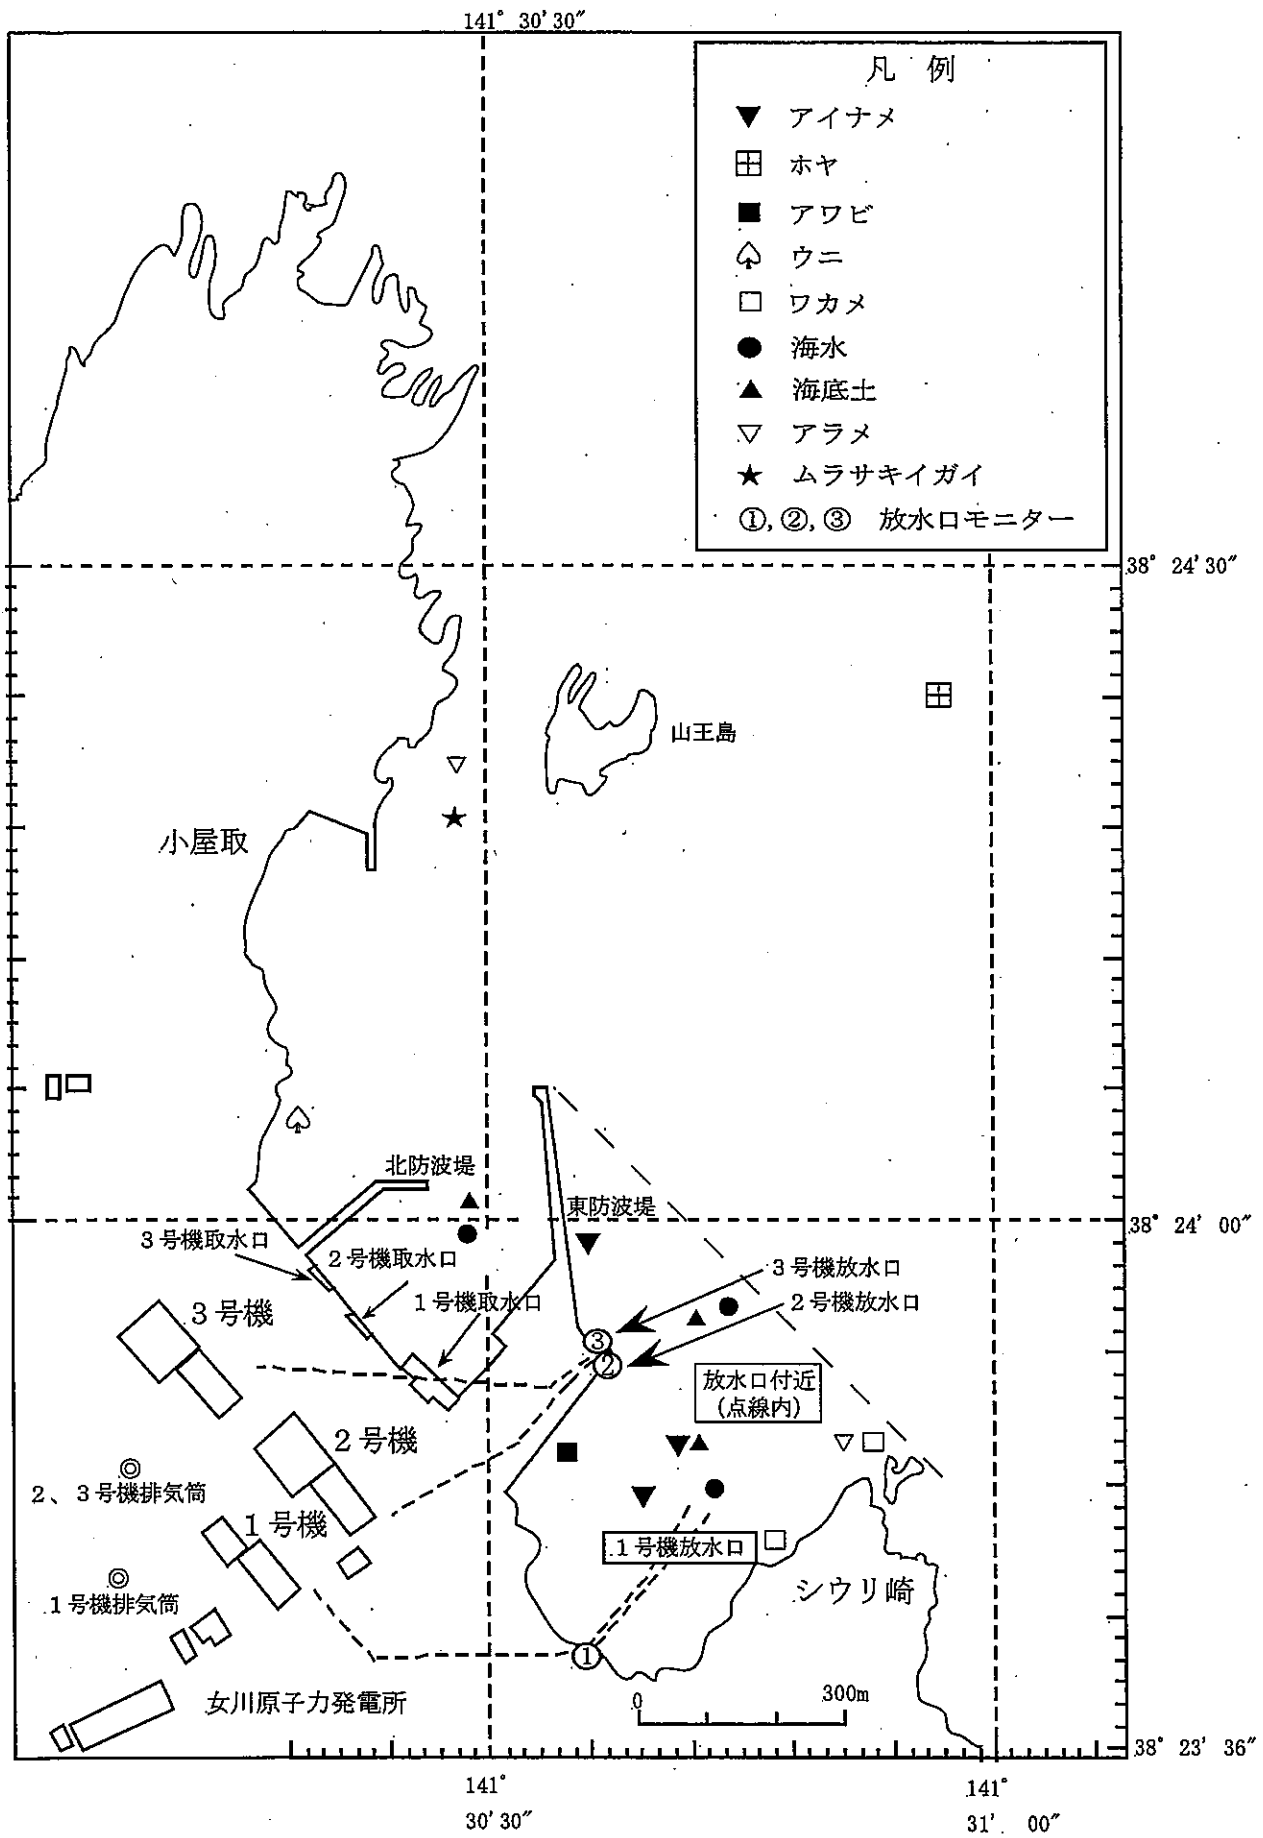 141° 30′30″
凡 例
アイナメ
ホヤ
アワビ
ウニ
ワカメ
海水
海底土
アラメ
ムラサキイガイ
①, ②, ③ 放水口モニター
38° 24′30″
山王島
小屋取
北防波堤
東防波堤
38° 24′ 00″
3号機取水口
2号機取水口
1号機取水口
3号機放水口
2号機放水口
3号機
③
②
放水口付近
(点線内)
2号機
2、3号機排気筒
1号機
1号機放水口
シウリ崎
1号機排気筒
①
女川原子力発電所
0 300m
38° 23′ 36″
141°
30′30″
141°
31′ 00″